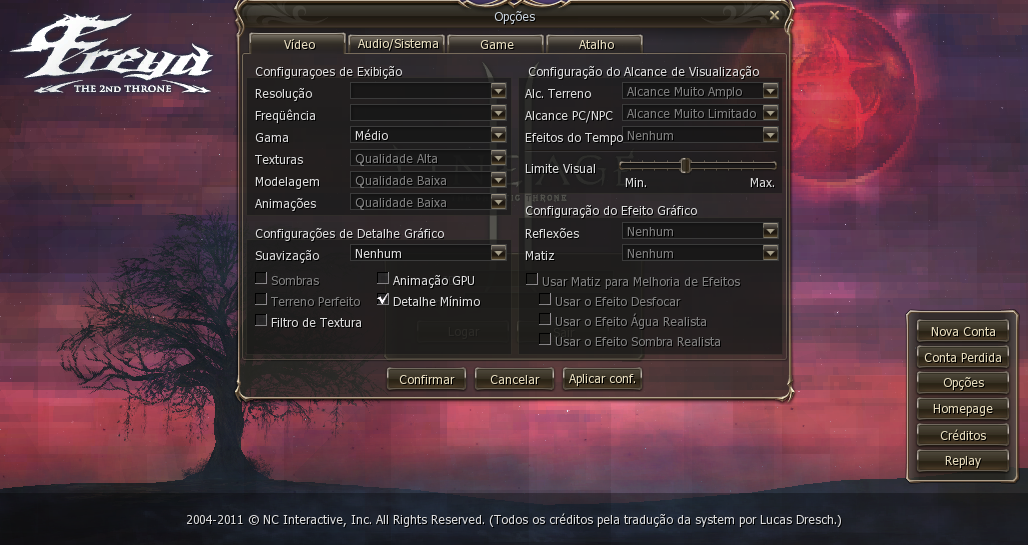 Freya
THE 2ND THRONE
Opções
Vídeo
Audio/Sistema
Game
Atalho
Configuraçoes de Exibição
Resolução
Freqüência
Gama
Médio
Texturas
Qualidade Alta
Modelagem
Qualidade Baixa
Animações
Qualidade Baixa
Configurações de Detalhe Gráfico
Suavização
Nenhum
Sombras
Animação GPU
Terreno Perfeito
Detalhe Mínimo
Filtro de Textura
Configuração do Alcance de Visualização
Alc. Terreno
Alcance Muito Amplo
Alcance PC/NPC
Alcance Muito Limitado
Efeitos do Tempo
Nenhum
Limite Visual
Min.
Max.
Configuração do Efeito Gráfico
Reflexões
Nenhum
Matiz
Nenhum
Usar Matiz para Melhoria de Efeitos
Usar o Efeito Desfocar
Usar o Efeito Água Realista
Usar o Efeito Sombra Realista
Logar
Confirmar
Cancelar
Aplicar conf.
Nova Conta
Conta Perdida
Opções
Homepage
Créditos
Replay
2004-2011 © NC Interactive, Inc. All Rights Reserved. (Todos os créditos pela tradução da system por Lucas Dresch.)